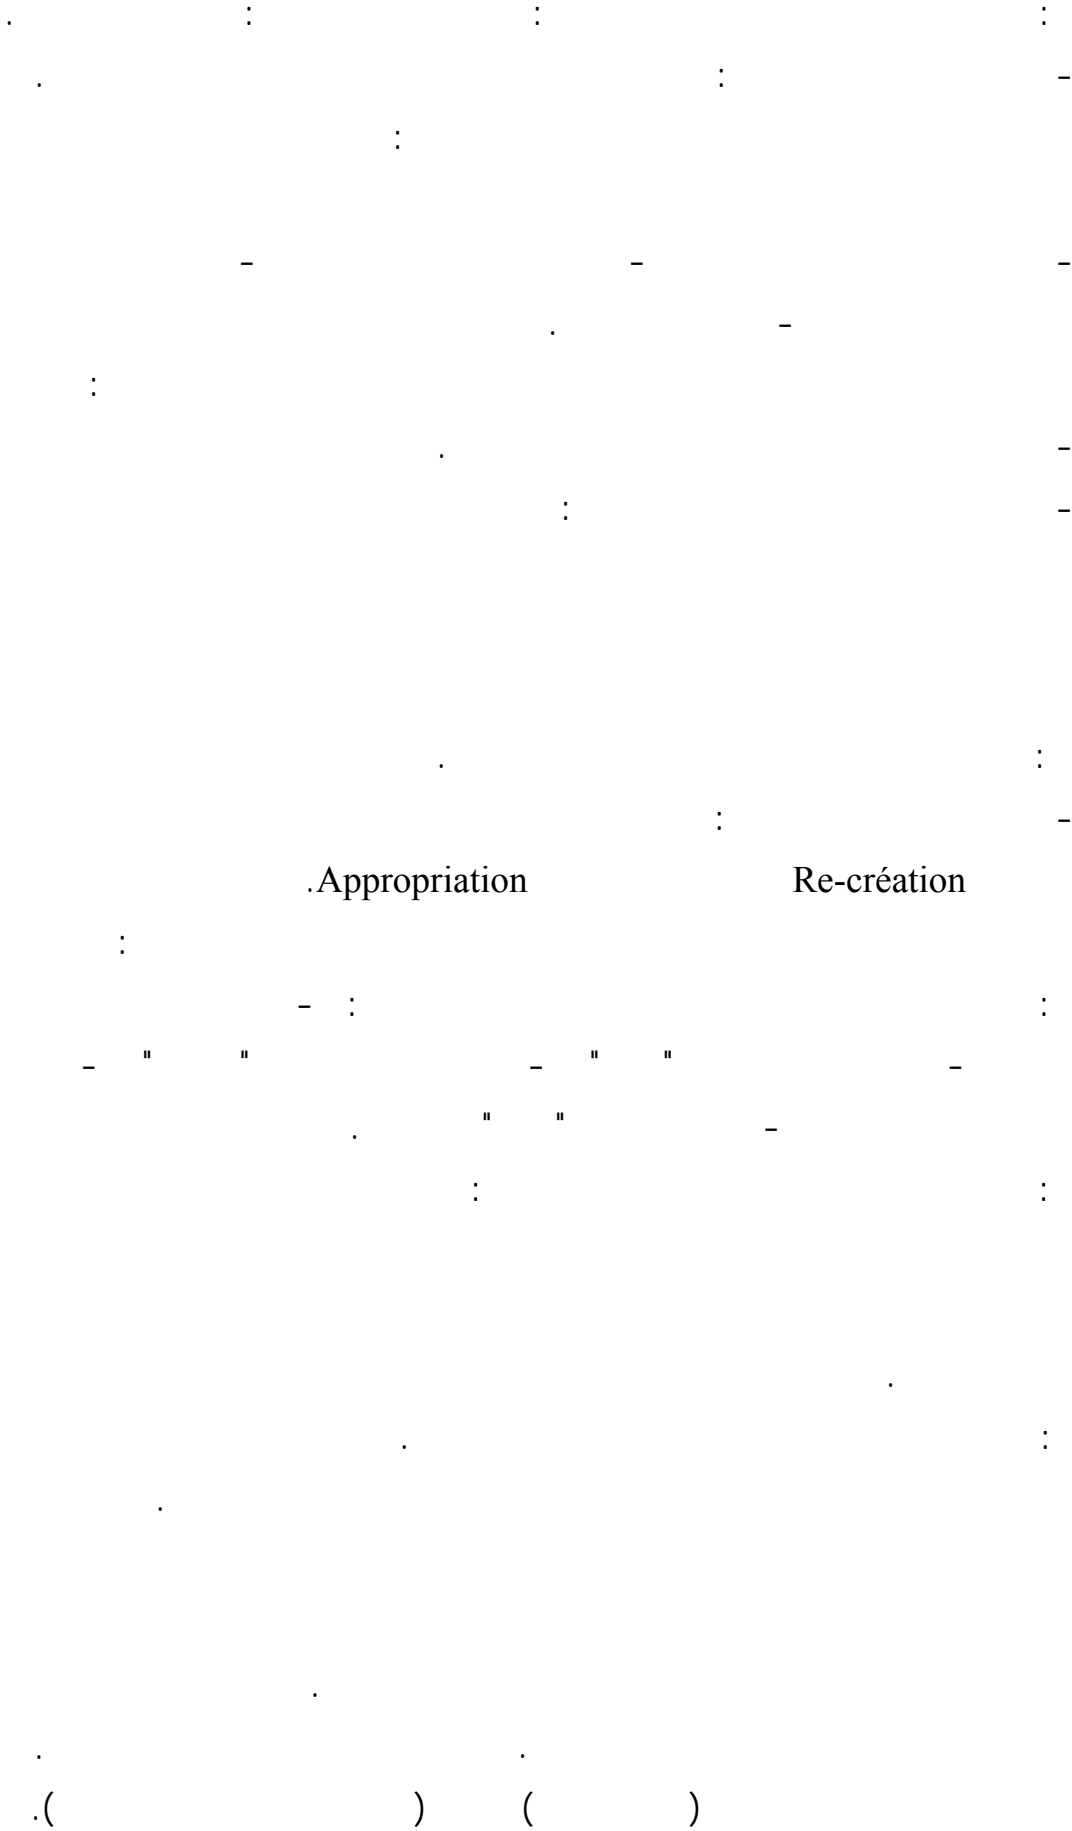 : : : .
- : .
:
- - -
- .
:
- .
- :
: .
- :
Re-création Appropriation.
:
: : -
- " " - " " -
- " " .
: :
.
: .
.
.
. .
( ) ( ).